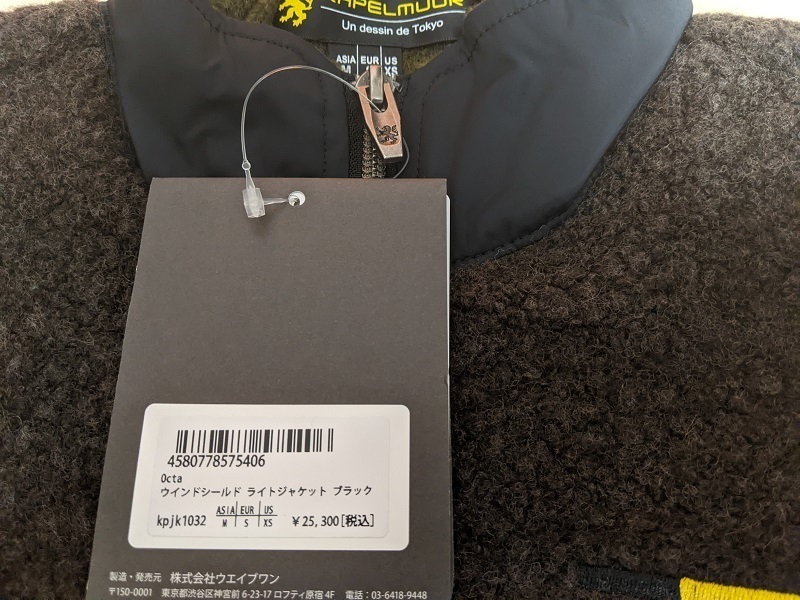 KAPELMUUR
Un dessin de Tokyo
ASIA EUR US
M S XS
4580778575406
Octa
ウインドシールド ライトジャケット ブラック
kpjk1032 ASIA EUR US ￥25,300[税込]
M S XS
製造・発売元 株式会社ウエイブワン
〒150-0001 東京都渋谷区神宮前 6-23-17 ロフティ原宿 4F 電話：03-6418-9448